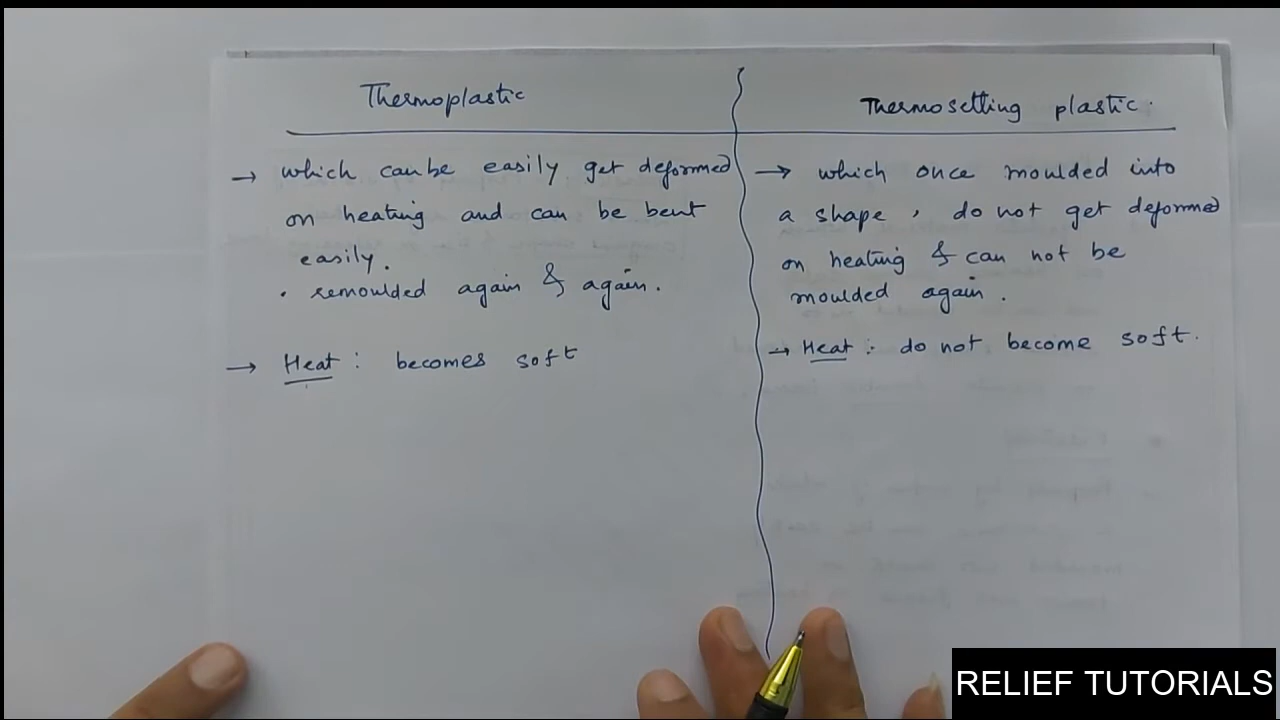 Thermoplastic
→ which canbe easily get deformed
on heating and can be bent
easily.
. remoulded again & again.
→ Heat : becomes soft
Thermosetting plastic.
→ which once moulded into
a shape, do not get deformed
on heating & can not be
moulded again.
→ Heat : do not become soft.
RELIEF TUTORIALS